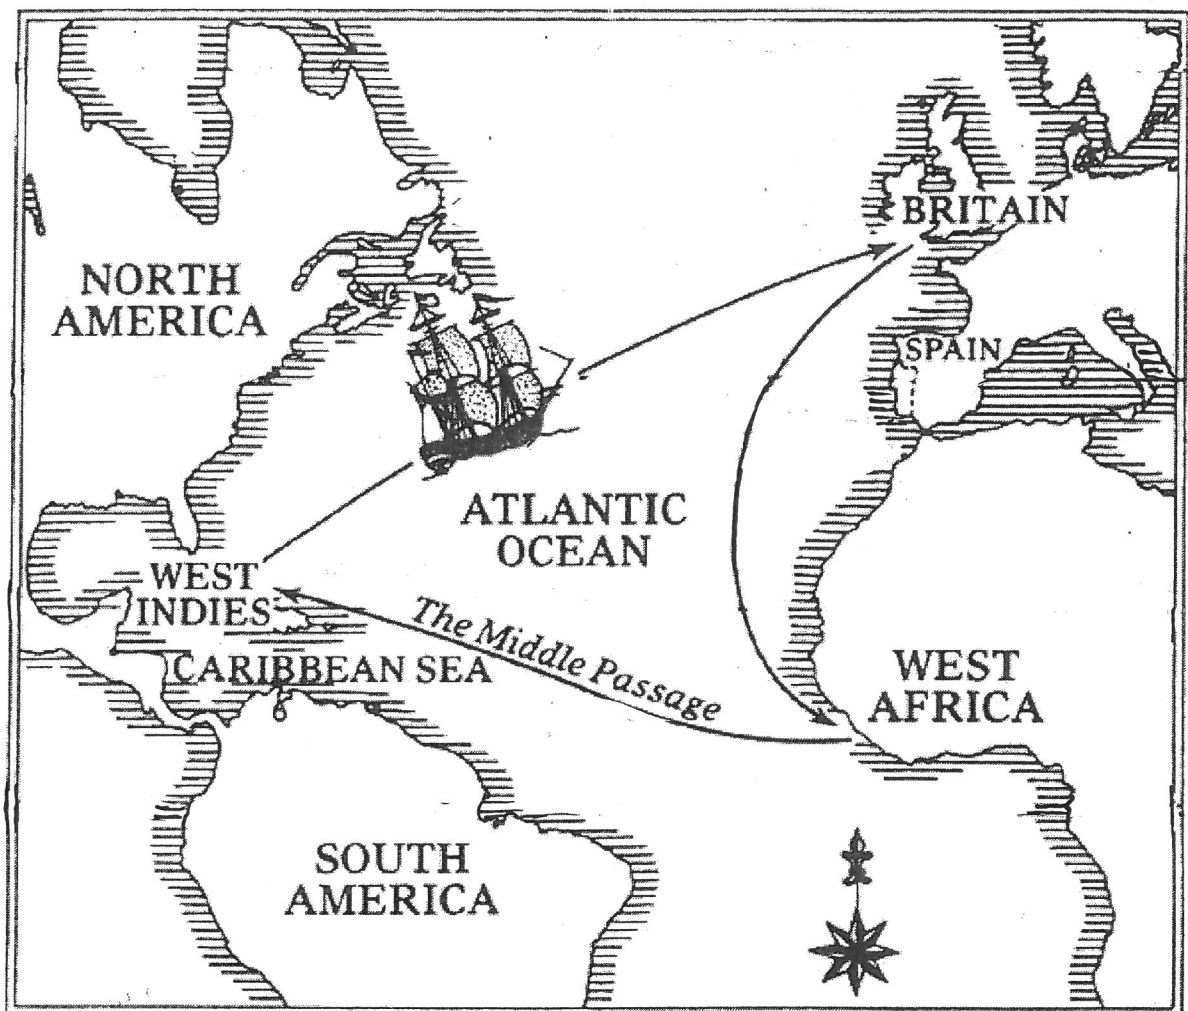 BRITAIN
NORTH
AMERICA
SPAIN
ATLANTIC
OCEAN
WEST
INDIES
The Middle Passage
CARIBBEAN SEA
WEST
AFRICA
SOUTH
AMERICA